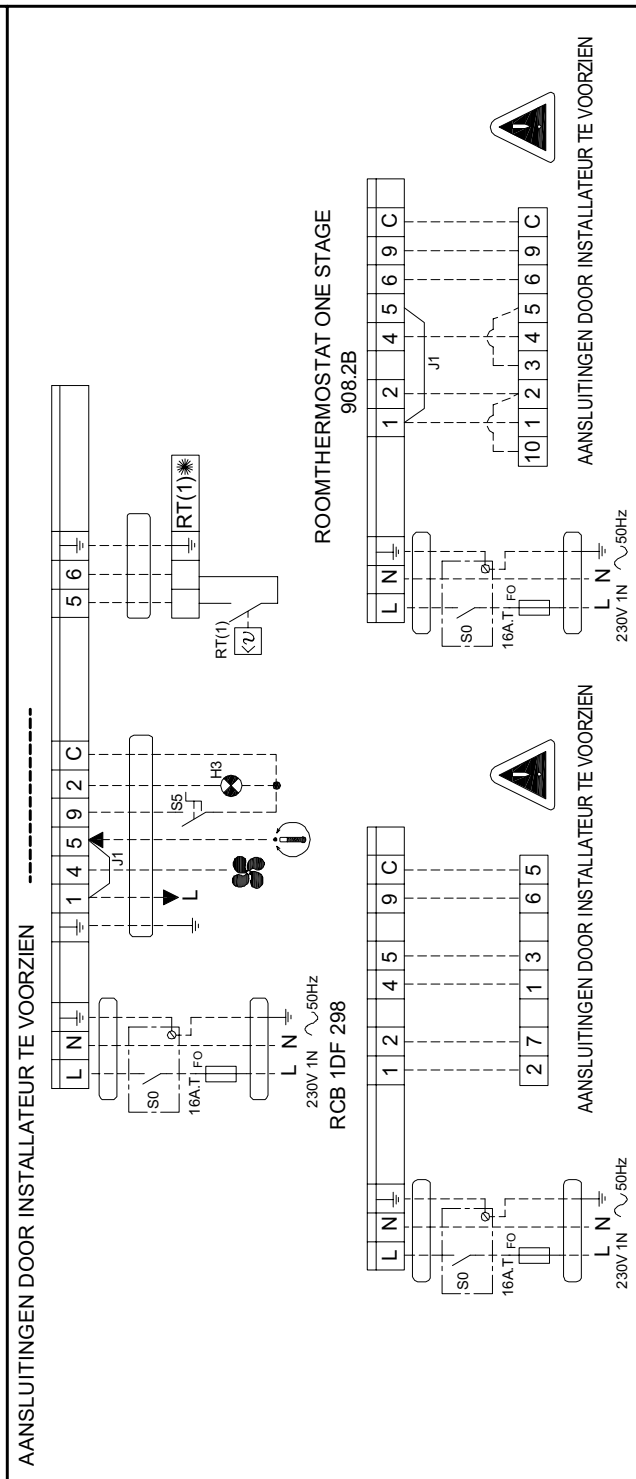 AANSLUITINGEN DOOR INSTALLATEUR TE VOORZIEN
L N
1 4 5 9 2 C
5 6
J1
L
S5
H3
RT(1)
RT(1)
S0
16A.T FO
L N
230V 1N 50Hz
RCB 1DF 298
L N
1 2 4 5 9 C
S0
16A.T FO
L N
230V 1N 50Hz
2 7 1 3 6 5
AANSLUITINGEN DOOR INSTALLATEUR TE VOORZIEN
ROOMTHERMOSTAT ONE STAGE
908.2B
L N
1 2 4 5 6 9 C
J1
S0
16A.T FO
L N
230V 1N 50Hz
10 1 2 3 4 5 6 9 C
AANSLUITINGEN DOOR INSTALLATEUR TE VOORZIEN